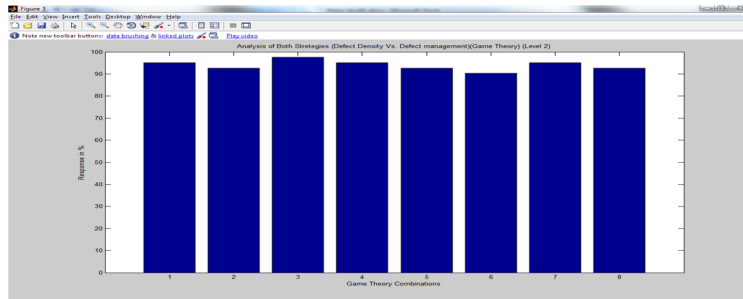 Figure 3
File Edit View Insert Tools Desktop Window Help
Note new toolbar buttons: data brushing & linked plots Play video
Analysis of Both Stretegies (Defect Density Vs. Defect management)(Game Theory) (Level 2)
100
90
80
70
60
50
40
30
20
10
0
Response in %
1 2 3 4 5 6 7 8
Game Theory Combinations